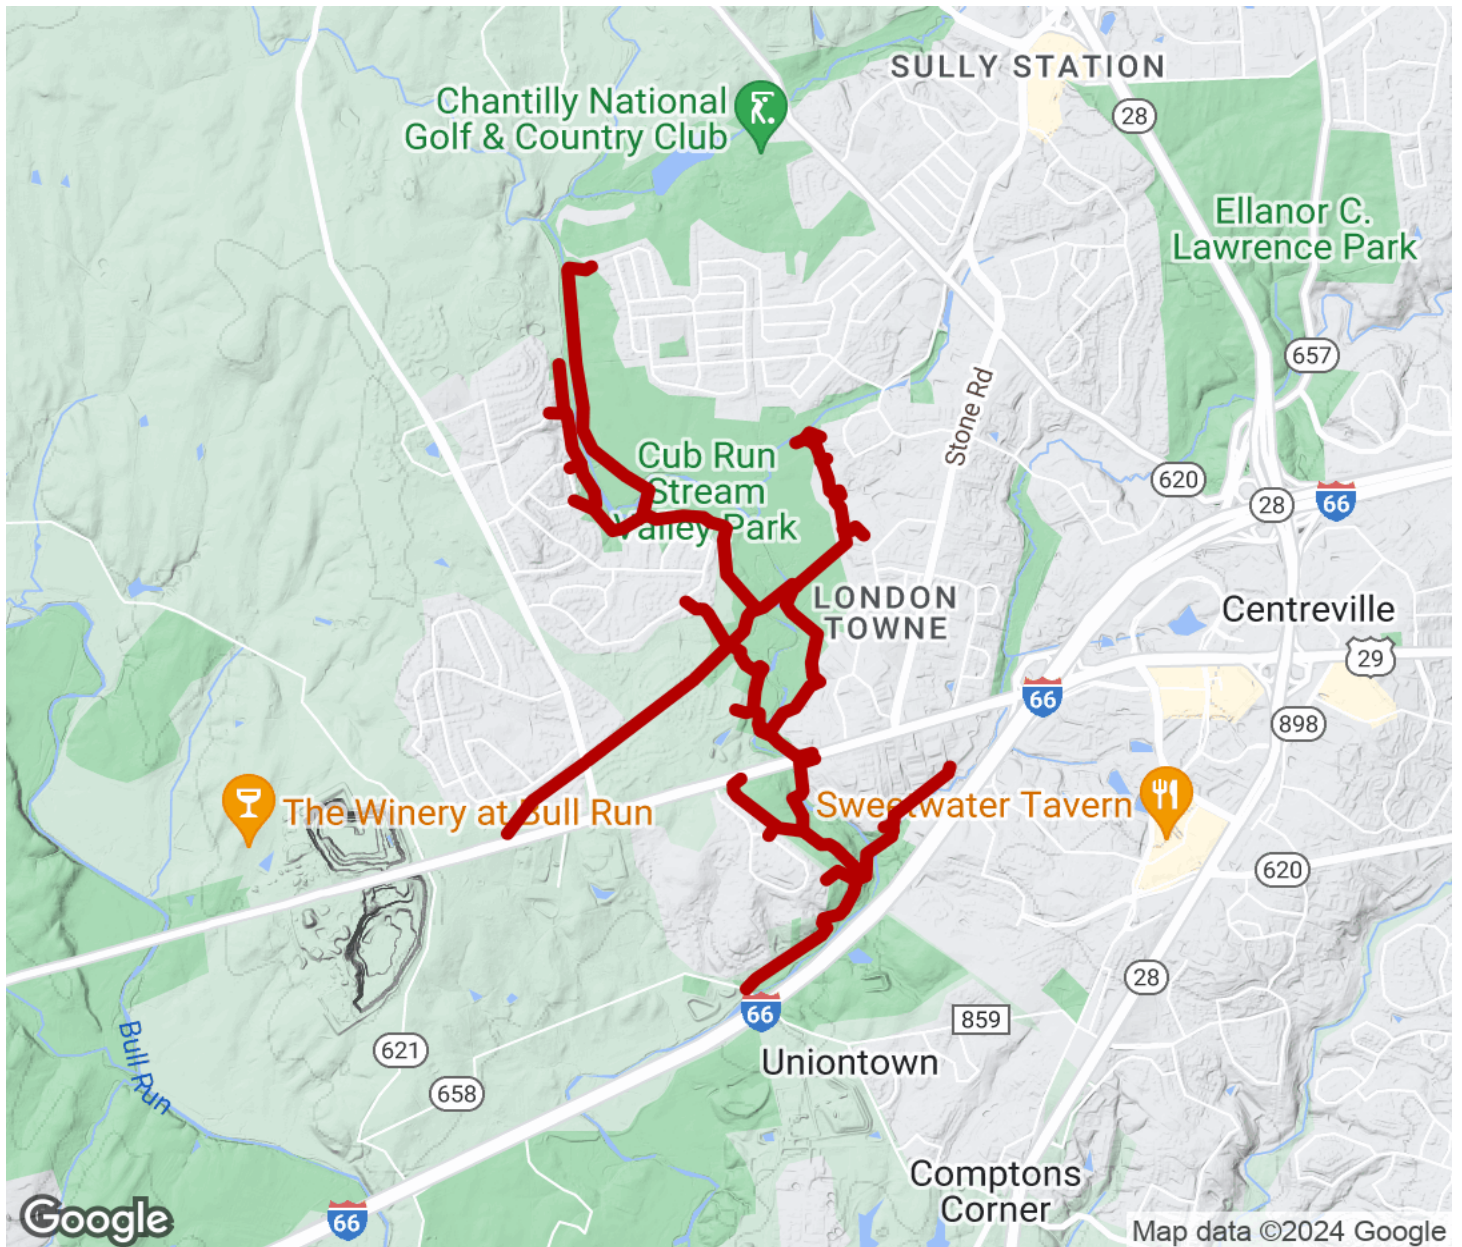 SULLY STATION
Chantilly National
Golf & Country Club
28
Ellanor C.
Lawrence Park
657
Stone Rd
Cub Run
Stream
Valley Park
620
28
66
LONDON
TOWNE
Centreville
29
66
898
The Winery at Bull Run
Sweetwater Tavern
620
28
66
859
Bull Run
621
Uniontown
658
Comptons
Corner
66
Google
Map data ©2024 Google